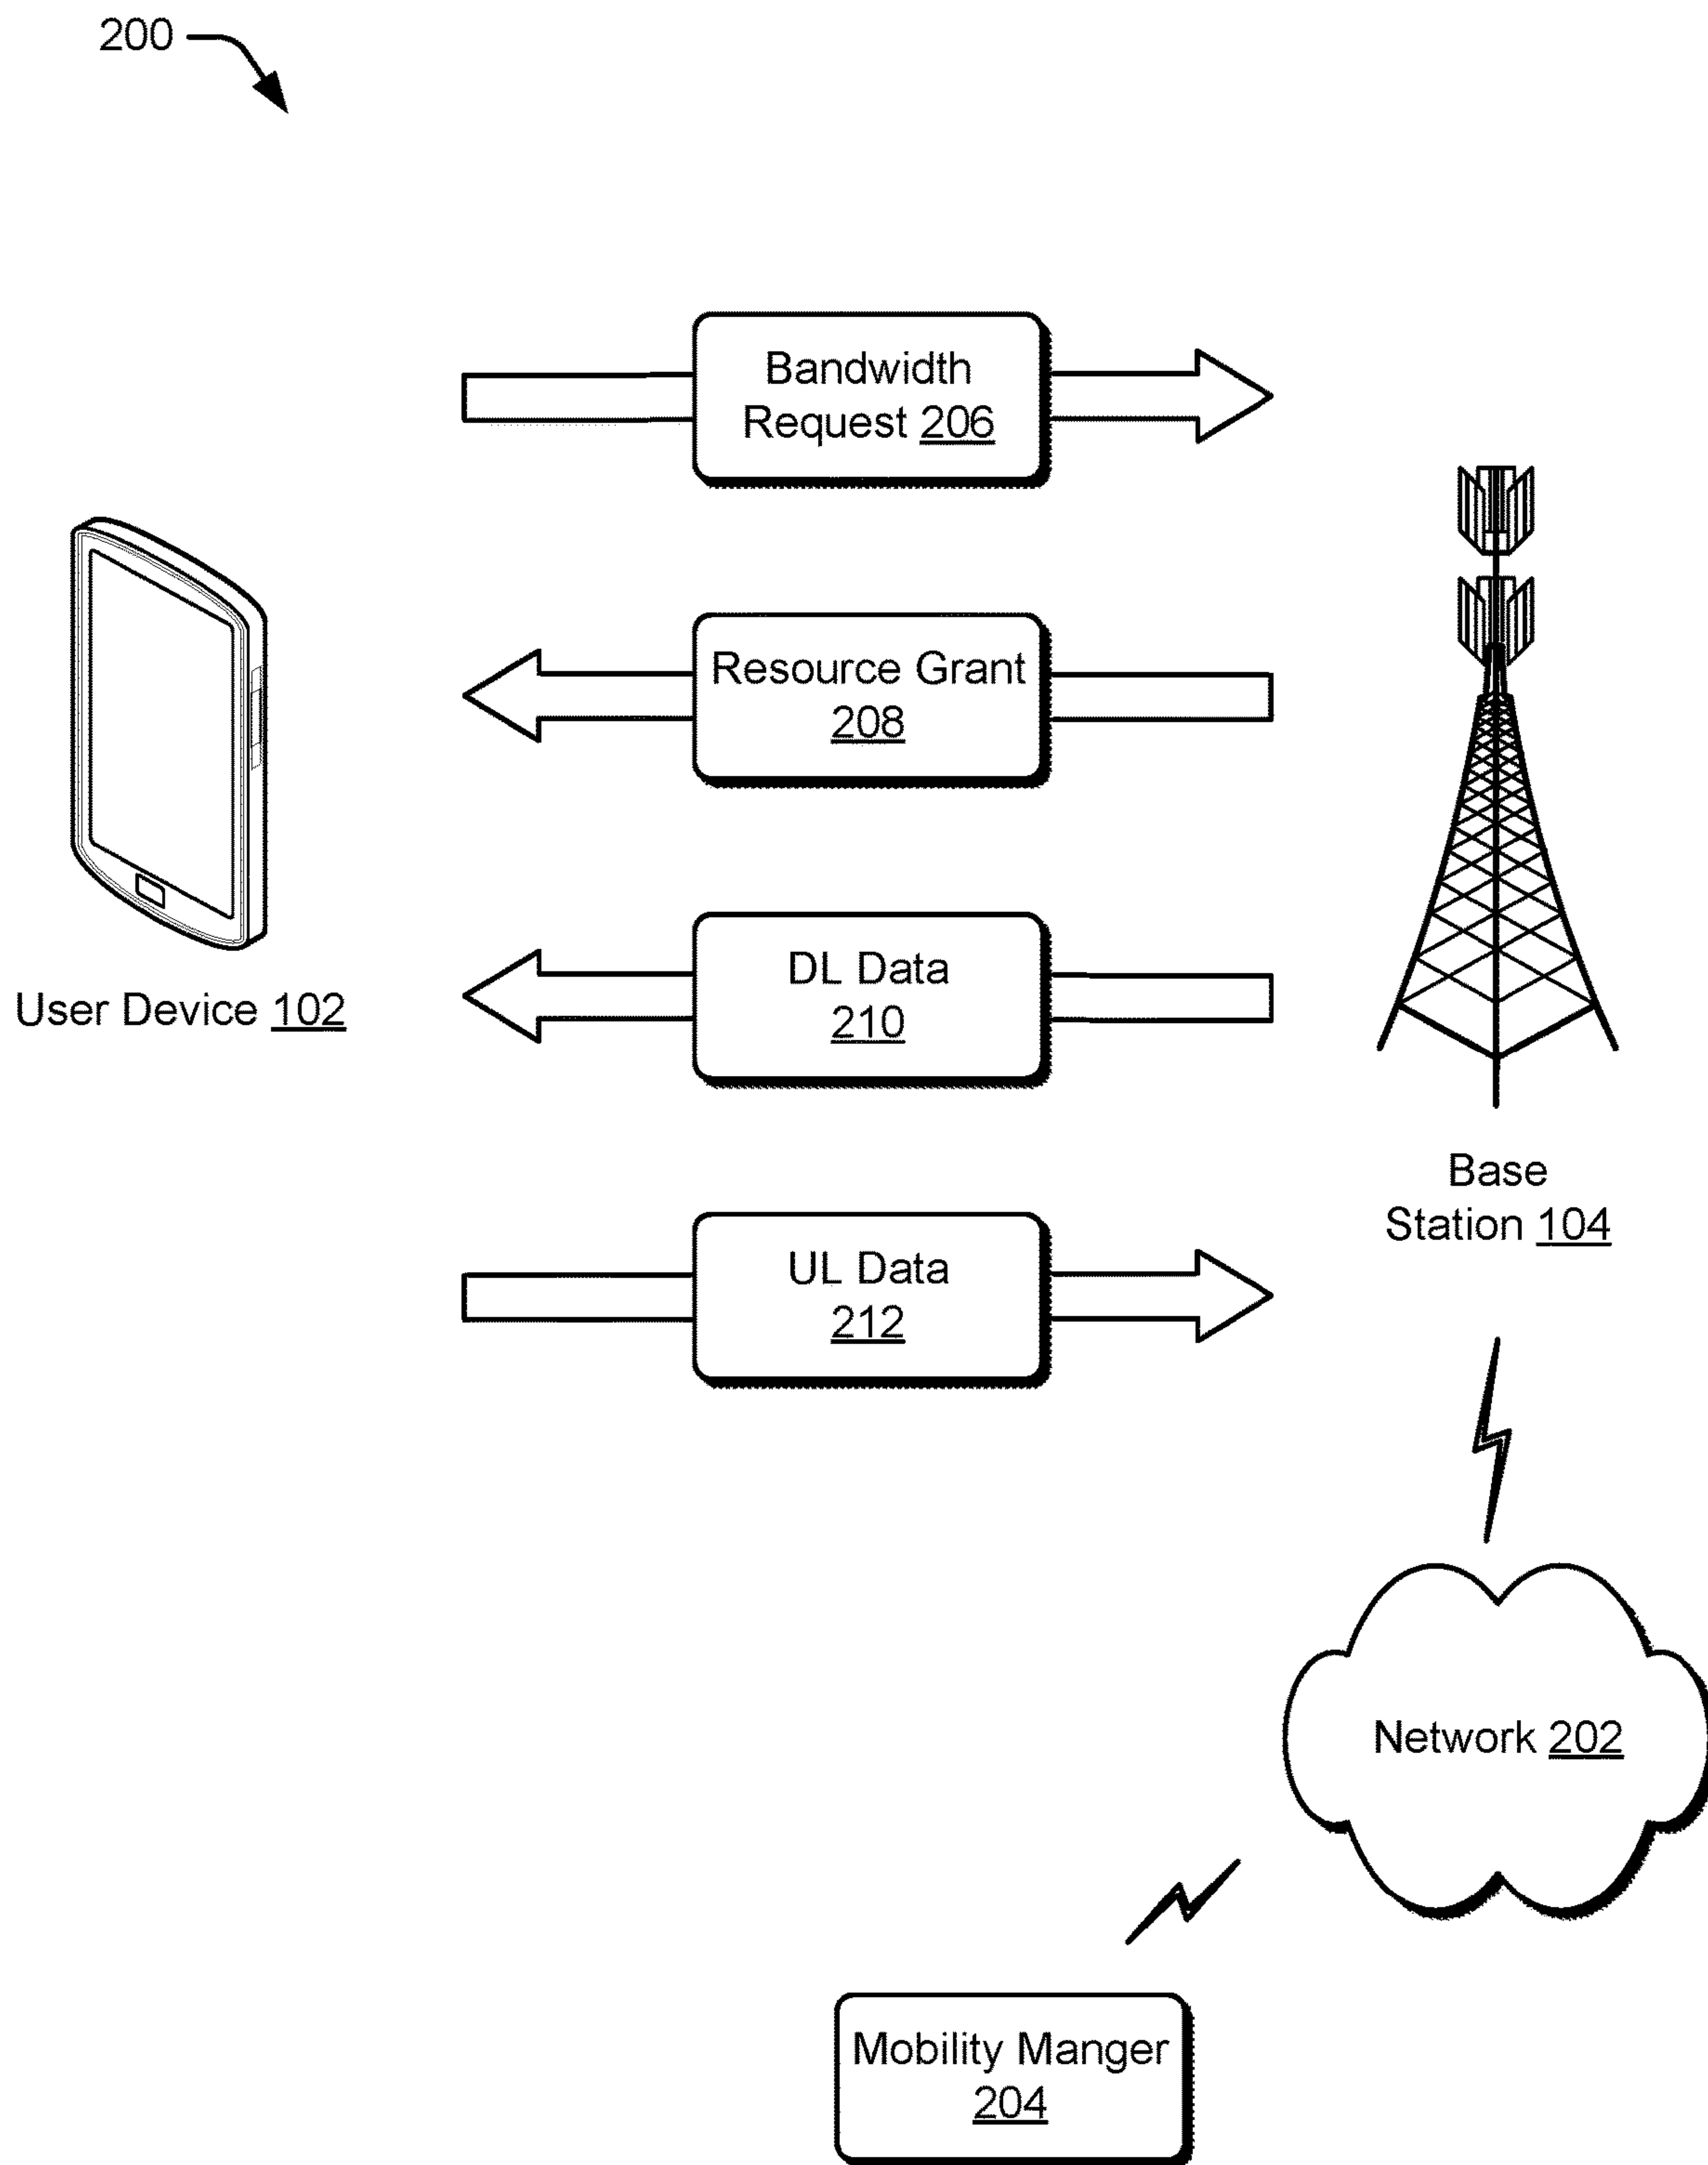 200
Bandwidth
Request 206
Resource Grant
208
User Device 102
DL Data
210
Base
Station 104
UL Data
212
Network 202
Mobility Manger
204